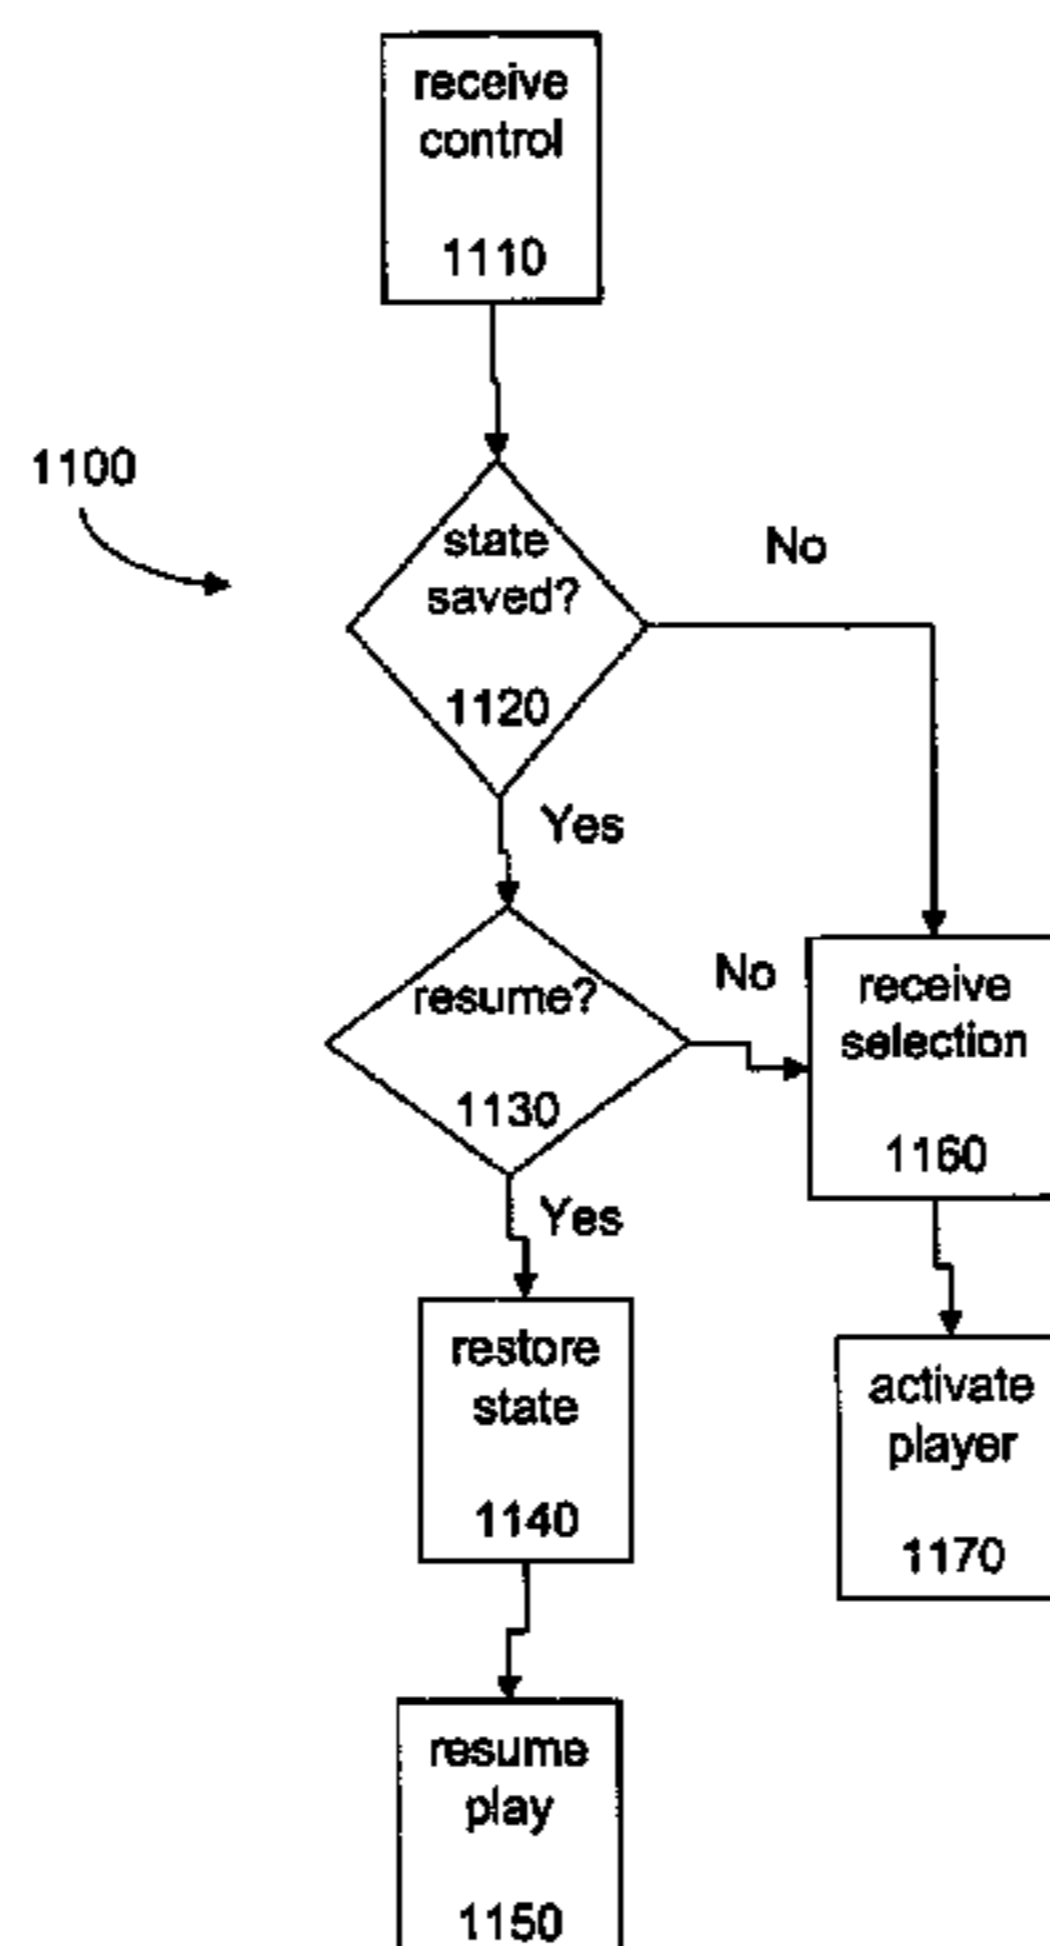 receive
control
1110
1100
state
saved?
1120
No
Yes
resume?
1130
No
receive
selection
1160
Yes
restore
state
1140
activate
player
1170
resume
play
1150